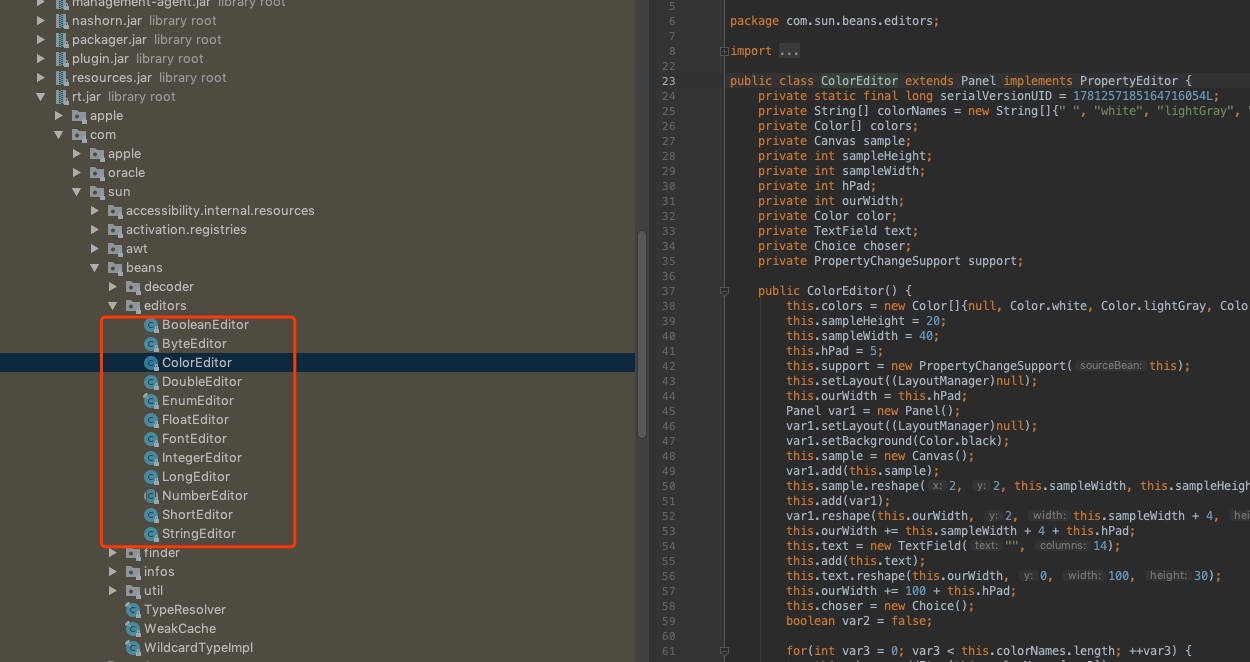 management-agent.jar library root
nashorn.jar library root
packager.jar library root
plugin.jar library root
resources.jar library root
rt.jar library root
apple
com
apple
oracle
sun
accessibility.internal.resources
activation.registries
awt
beans
decoder
editors
BooleanEditor
ByteEditor
ColorEditor
DoubleEditor
EnumEditor
FloatEditor
FontEditor
IntegerEditor
LongEditor
NumberEditor
ShortEditor
StringEditor
finder
infos
util
TypeResolver
WeakCache
WildcardTypeImpl
5
6 package com.sun.beans.editors;
7
8 import ...
22
23 public class ColorEditor extends Panel implements PropertyEditor {
24 private static final long serialVersionUID = 1781257185164716054L;
25 private String[] colorNames = new String[]{" ", "white", "lightGray", "
26 private Color[] colors;
27 private Canvas sample;
28 private int sampleHeight;
29 private int sampleWidth;
30 private int hPad;
31 private int ourWidth;
32 private Color color;
33 private TextField text;
34 private Choice choser;
35 private PropertyChangeSupport support;
36
37 public ColorEditor() {
38 this.colors = new Color[]{null, Color.white, Color.lightGray, Colo
39 this.sampleHeight = 20;
40 this.sampleWidth = 40;
41 this.hPad = 5;
42 this.support = new PropertyChangeSupport( sourceBean: this);
43 this.setLayout((LayoutManager)null);
44 this.ourWidth = this.hPad;
45 Panel var1 = new Panel();
46 var1.setLayout((LayoutManager)null);
47 var1.setBackground(Color.black);
48 this.sample = new Canvas();
49 var1.add(this.sample);
50 this.sample.reshape( x: 2, y: 2, this.sampleWidth, this.sampleHeigh
51 this.add(var1);
52 var1.reshape(this.ourWidth, y: 2, width: this.sampleWidth + 4, hei
53 this.ourWidth += this.sampleWidth + 4 + this.hPad;
54 this.text = new TextField( text: "", columns: 14);
55 this.add(this.text);
56 this.text.reshape(this.ourWidth, y: 0, width: 100, height: 30);
57 this.ourWidth += 100 + this.hPad;
58 this.choser = new Choice();
59 boolean var2 = false;
60
61 for(int var3 = 0; var3 < this.colorNames.length; ++var3) {